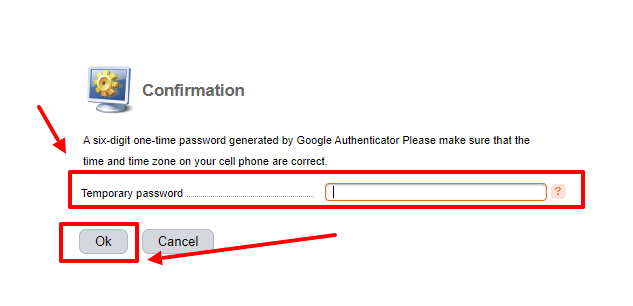 Confirmation
A six-digit one-time password generated by Google Authenticator Please make sure that the
time and time zone on your cell phone are correct.
Temporary password ?
Ok Cancel